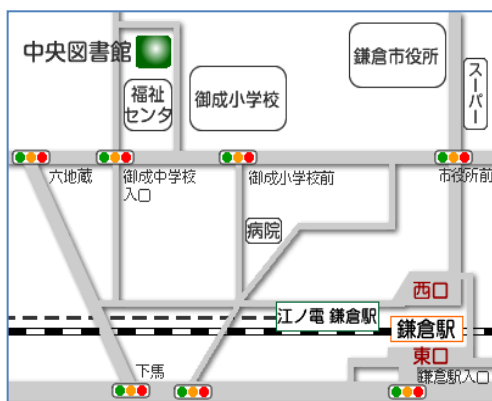 中央図書館
福祉
センタ
御成小学校
鎌倉市役所
スーパー
六地蔵
御成中学校
入口
御成小学校前
市役所前
病院
西口
江ノ電 鎌倉駅
鎌倉駅
東口
下馬
鎌倉駅入口